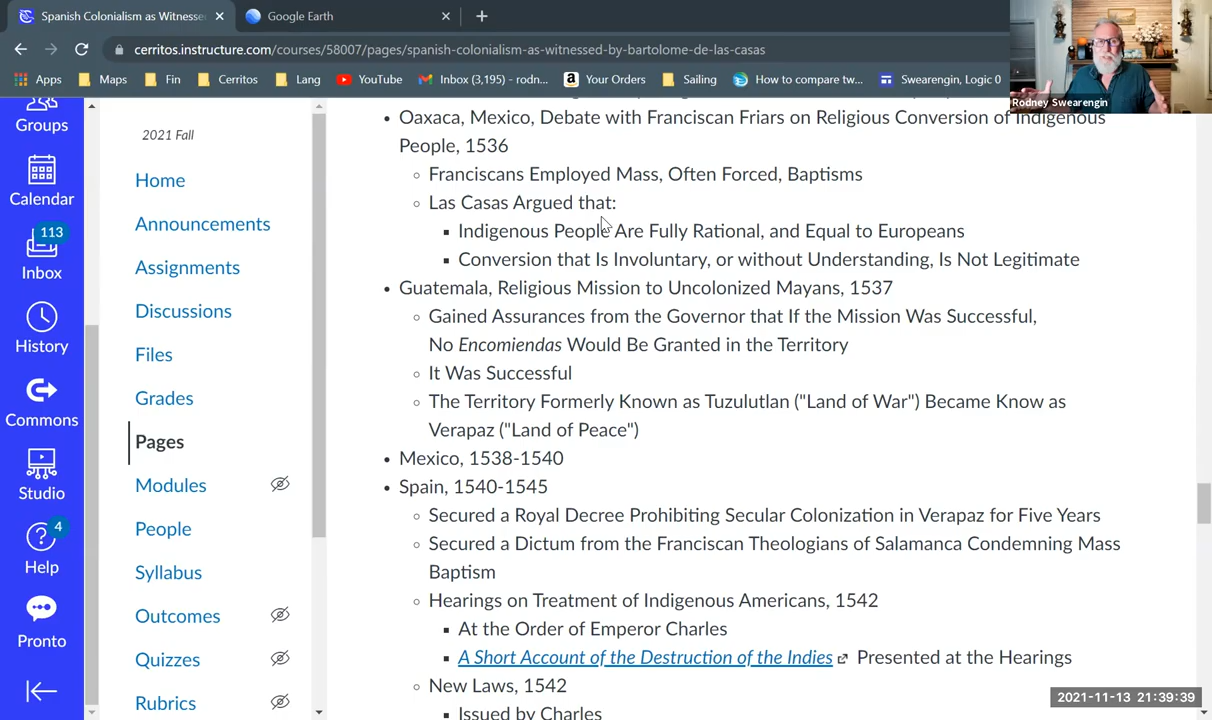 Spanish Colonialism as Witnesse
Google Earth
cerritos.instructure.com/courses/58007/pages/spanish-colonialism-as-witnessed-by-bartolome-de-las-casas
Apps Maps Fin Cerritos Lang YouTube Inbox (3,195) - rodn... Your Orders Sailing How to compare tw... Swearengin, Logic 0
Rodney Swearengin
Groups
Calendar
113
Inbox
History
Commons
Studio
4
Help
Pronto
2021 Fall
Home
Announcements
Assignments
Discussions
Files
Grades
Pages
Modules
People
Syllabus
Outcomes
Quizzes
Rubrics
Oaxaca, Mexico, Debate with Franciscan Friars on Religious Conversion of Indigenous
People, 1536
Franciscans Employed Mass, Often Forced, Baptisms
Las Casas Argued that:
Indigenous People Are Fully Rational, and Equal to Europeans
Conversion that Is Involuntary, or without Understanding, Is Not Legitimate
Guatemala, Religious Mission to Uncolonized Mayans, 1537
Gained Assurances from the Governor that If the Mission Was Successful,
No Encomiendas Would Be Granted in the Territory
It Was Successful
The Territory Formerly Known as Tuzulutlan ("Land of War") Became Know as
Verapaz ("Land of Peace")
Mexico, 1538-1540
Spain, 1540-1545
Secured a Royal Decree Prohibiting Secular Colonization in Verapaz for Five Years
Secured a Dictum from the Franciscan Theologians of Salamanca Condemning Mass
Baptism
Hearings on Treatment of Indigenous Americans, 1542
At the Order of Emperor Charles
A Short Account of the Destruction of the Indies Presented at the Hearings
New Laws, 1542
Issued by Charles
2021-11-13 21:39:39